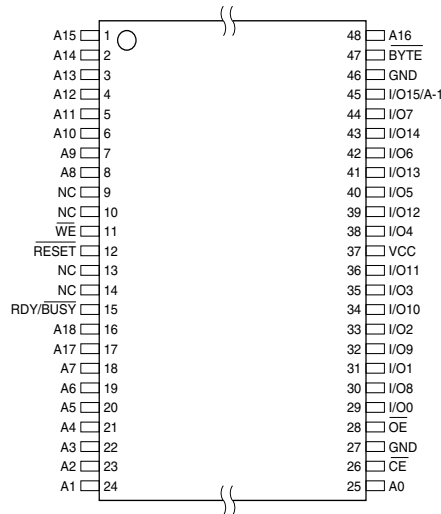 A15 1 48 A16
A14 2 47 BYTE
A13 3 46 GND
A12 4 45 I/O15/A-1
A11 5 44 I/O7
A10 6 43 I/O14
A9 7 42 I/O6
A8 8 41 I/O13
NC 9 40 I/O5
NC 10 39 I/O12
WE 11 38 I/O4
RESET 12 37 VCC
NC 13 36 I/O11
NC 14 35 I/O3
RDY/BUSY 15 34 I/O10
A18 16 33 I/O2
A17 17 32 I/O9
A7 18 31 I/O1
A6 19 30 I/O8
A5 20 29 I/O0
A4 21 28 OE
A3 22 27 GND
A2 23 26 CE
A1 24 25 A0